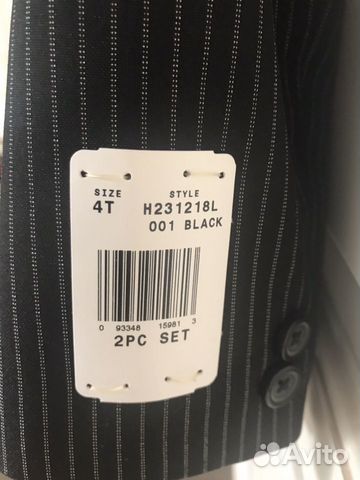 SIZE STYLE
4T H231218L
001 BLACK
0 93348 15981 3
2PC SET
Avito